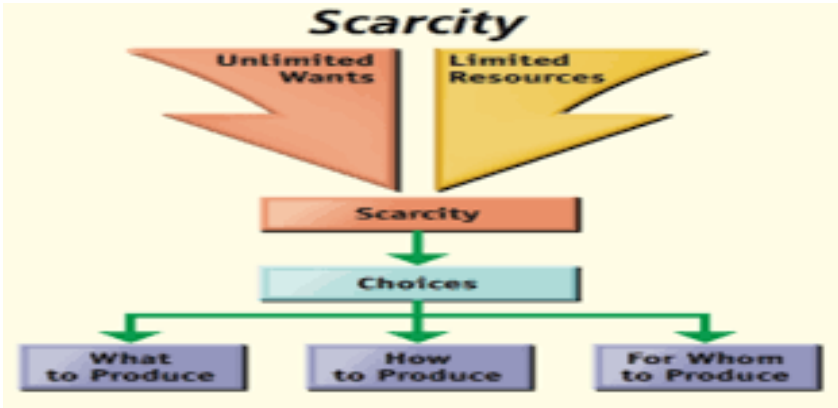 Scarcity
Unlimited
Wants
Limited
Resources
Scarcity
Choices
What
to Produce
How
to Produce
For Whom
to Produce